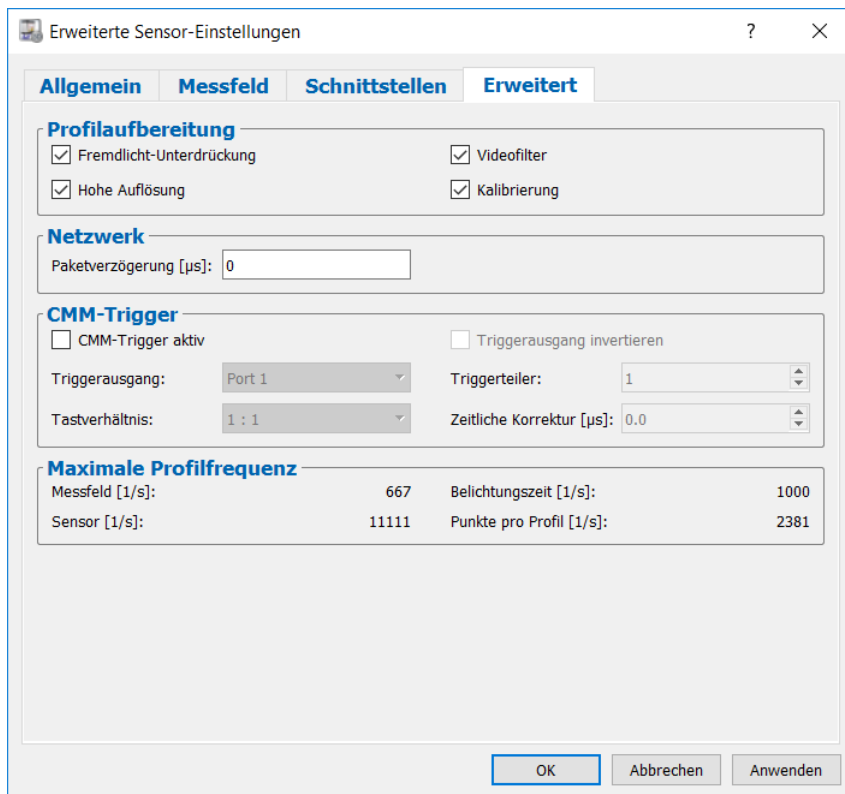 Erweiterte Sensor-Einstellungen ?
Allgemein Messfeld Schnittstellen Erweitert
Profilaufbereitung
Fremdlicht-Unterdrückung Videofilter
Hohe Auflösung Kalibrierung
Netzwerk
Paketverzögerung [µs]: 0
CMM-Trigger
CMM-Trigger aktiv Triggerausgang invertieren
Triggerausgang: Port 1 Triggerteiler: 1
Tastverhältnis: 1 : 1 Zeitliche Korrektur [µs]: 0.0
Maximale Profilfrequenz
Messfeld [1/s]: 667 Belichtungszeit [1/s]: 1000
Sensor [1/s]: 11111 Punkte pro Profil [1/s]: 2381
OK Abbrechen Anwenden